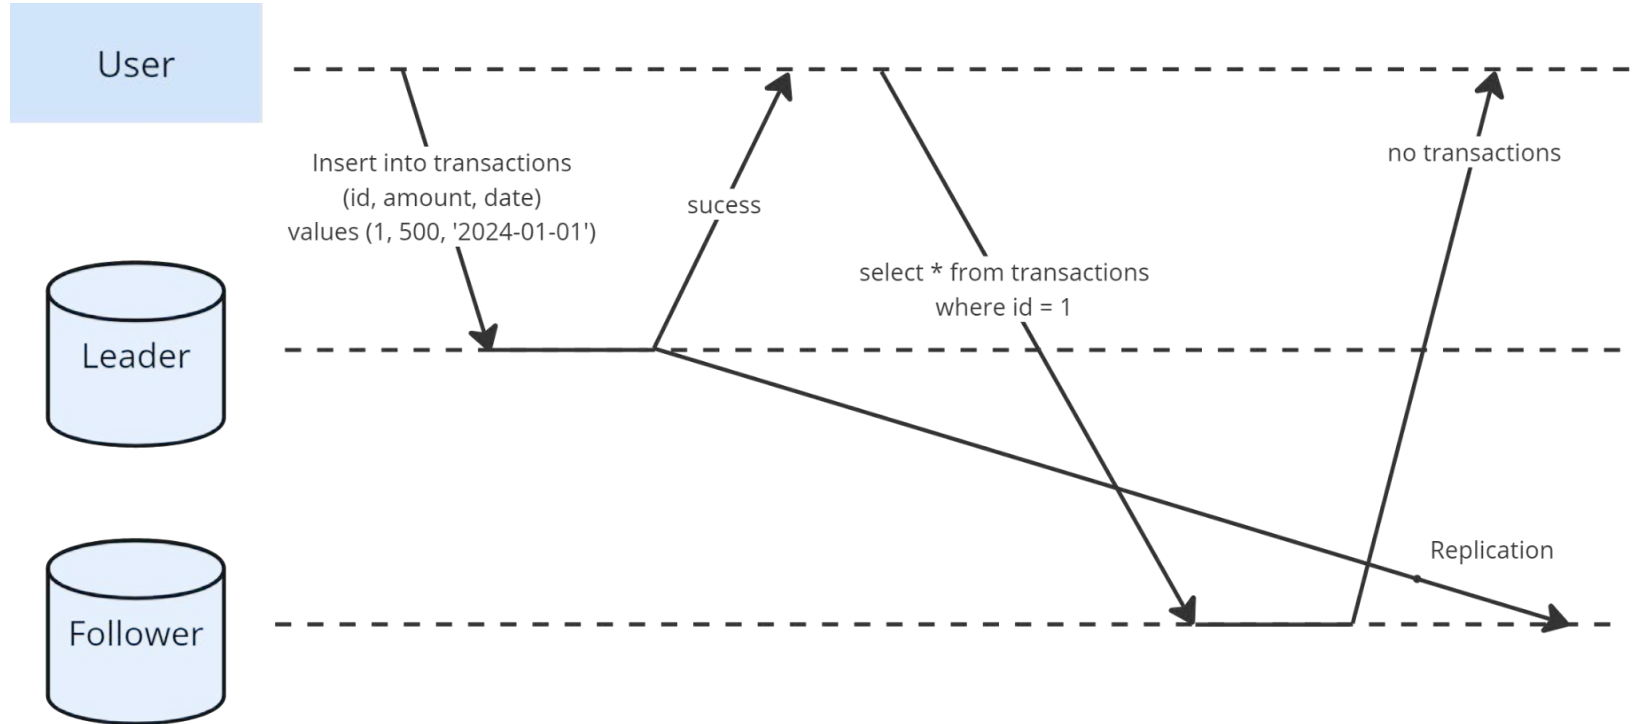 User
Insert into transactions
(id, amount, date)
values (1, 500, '2024-01-01')
sucess
select * from transactions
where id = 1
no transactions
Leader
Replication
Follower